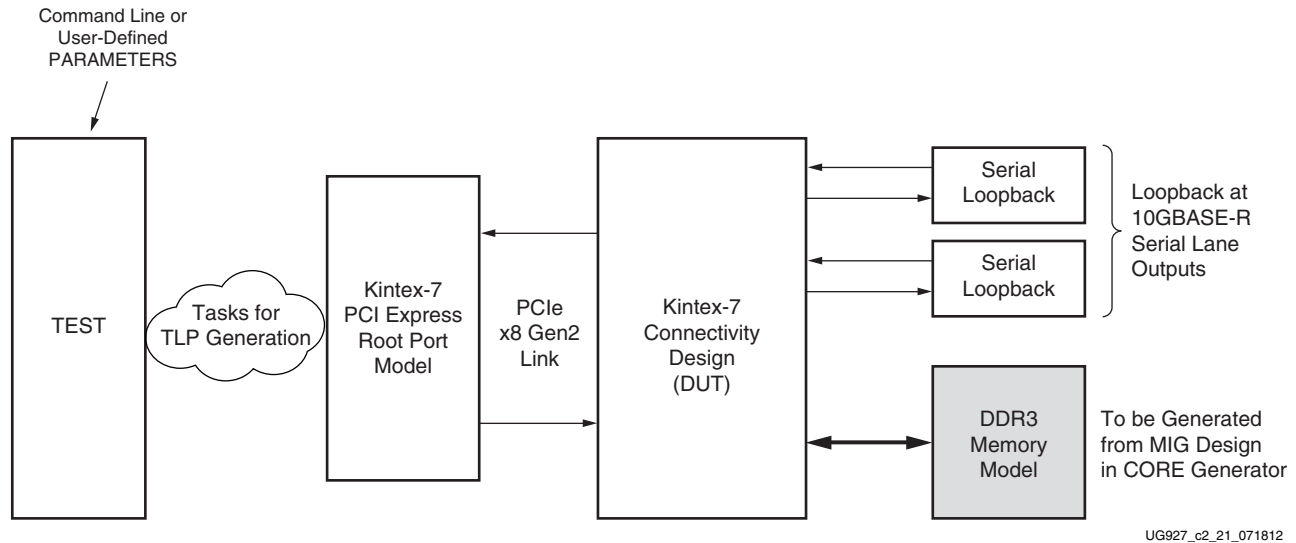 Command Line or
User-Defined
PARAMETERS
TEST
Tasks for
TLP Generation
Kintex-7
PCI Express
Root Port
Model
PCIe
x8 Gen2
Link
Kintex-7
Connectivity
Design
(DUT)
Serial
Loopback
Serial
Loopback
Loopback at
10GBASE-R
Serial Lane
Outputs
DDR3
Memory
Model
To be Generated
from MIG Design
in CORE Generator
UG927_c2_21_071812